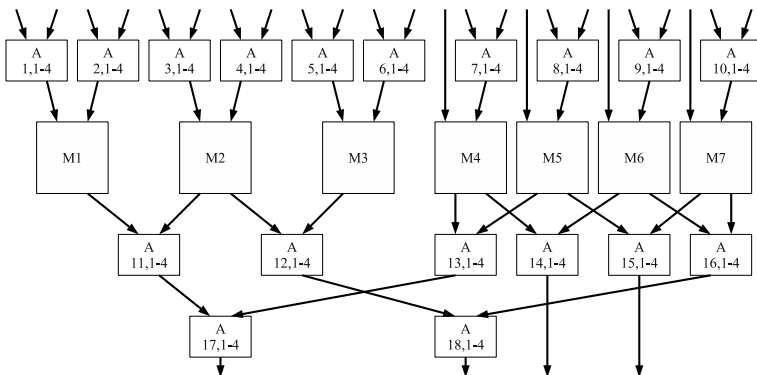 A
1,1-4
A
2,1-4
A
3,1-4
A
4,1-4
A
5,1-4
A
6,1-4
A
7,1-4
A
8,1-4
A
9,1-4
A
10,1-4
M1
M2
M3
M4
M5
M6
M7
A
11,1-4
A
12,1-4
A
13,1-4
A
14,1-4
A
15,1-4
A
16,1-4
A
17,1-4
A
18,1-4